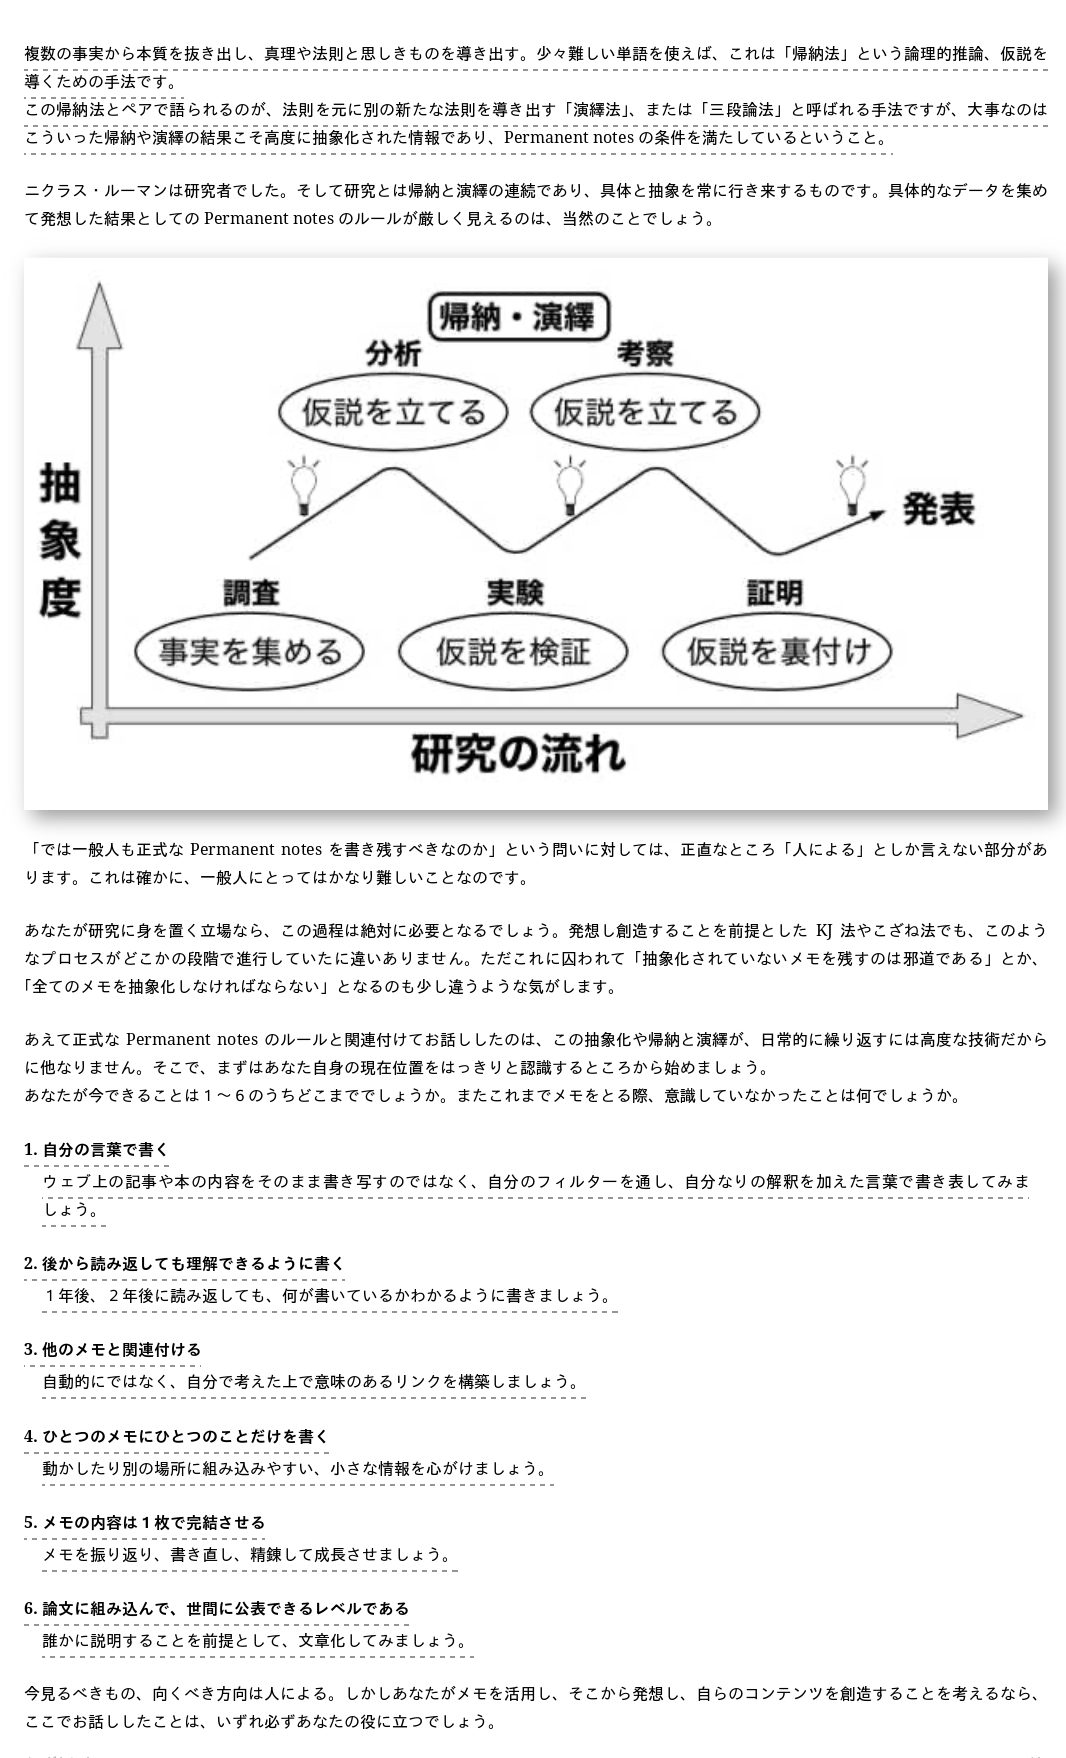 複数の事実から本質を抜き出し、真理や法則と思しきものを導き出す。少々難しい単語を使えば、これは「帰納法」という論理的推論、仮説を
導くための手法です。
この帰納法とペアで語られるのが、法則を元に別の新たな法則を導き出す「演繹法」、または「三段論法」と呼ばれる手法ですが、大事なのは
こういった帰納や演繹の結果こそ高度に抽象化された情報であり、Permanent notes の条件を満たしているということ。
ニクラス・ルーマンは研究者でした。そして研究とは帰納と演繹の連続であり、具体と抽象を常に行き来するものです。具体的なデータを集め
て発想した結果としての Permanent notes のルールが厳しく見えるのは、当然のことでしょう。
帰納・演繹
分析
考察
仮説を立てる
仮説を立てる
抽象度
発表
調査
実験
証明
事実を集める
仮説を検証
仮説を裏付け
研究の流れ
「では一般人も正式な Permanent notes を書き残すべきなのか」という問いに対しては、正直なところ「人による」としか言えない部分があ
ります。これは確かに、一般人にとってはかなり難しいことなのです。
あなたが研究に身を置く立場なら、この過程は絶対に必要となるでしょう。発想し創造することを前提とした KJ 法やこざね法でも、このよう
なプロセスがどこかの段階で進行していたに違いありません。ただこれに囚われて「抽象化されていないメモを残すのは邪道である」とか、
「全てのメモを抽象化しなければならない」となるのも少し違うような気がします。
あえて正式な Permanent notes のルールと関連付けてお話ししたのは、この抽象化や帰納と演繹が、日常的に繰り返すには高度な技術だから
に他なりません。そこで、まずはあなた自身の現在位置をはっきりと認識するところから始めましょう。
あなたが今できることは１〜６のうちどこまででしょうか。またこれまでメモをとる際、意識していなかったことは何でしょうか。
1. 自分の言葉で書く
ウェブ上の記事や本の内容をそのまま書き写すのではなく、自分のフィルターを通し、自分なりの解釈を加えた言葉で書き表してみま
しょう。
2. 後から読み返しても理解できるように書く
１年後、２年後に読み返しても、何が書いているかわかるように書きましょう。
3. 他のメモと関連付ける
自動的にではなく、自分で考えた上で意味のあるリンクを構築しましょう。
4. ひとつのメモにひとつのことだけを書く
動かしたり別の場所に組み込みやすい、小さな情報を心がけましょう。
5. メモの内容は１枚で完結させる
メモを振り返り、書き直し、精錬して成長させましょう。
6. 論文に組み込んで、世間に公表できるレベルである
誰かに説明することを前提として、文章化してみましょう。
今見るべきもの、向くべき方向は人による。しかしあなたがメモを活用し、そこから発想し、自らのコンテンツを創造することを考えるなら、
ここでお話ししたことは、いずれ必ずあなたの役に立つでしょう。